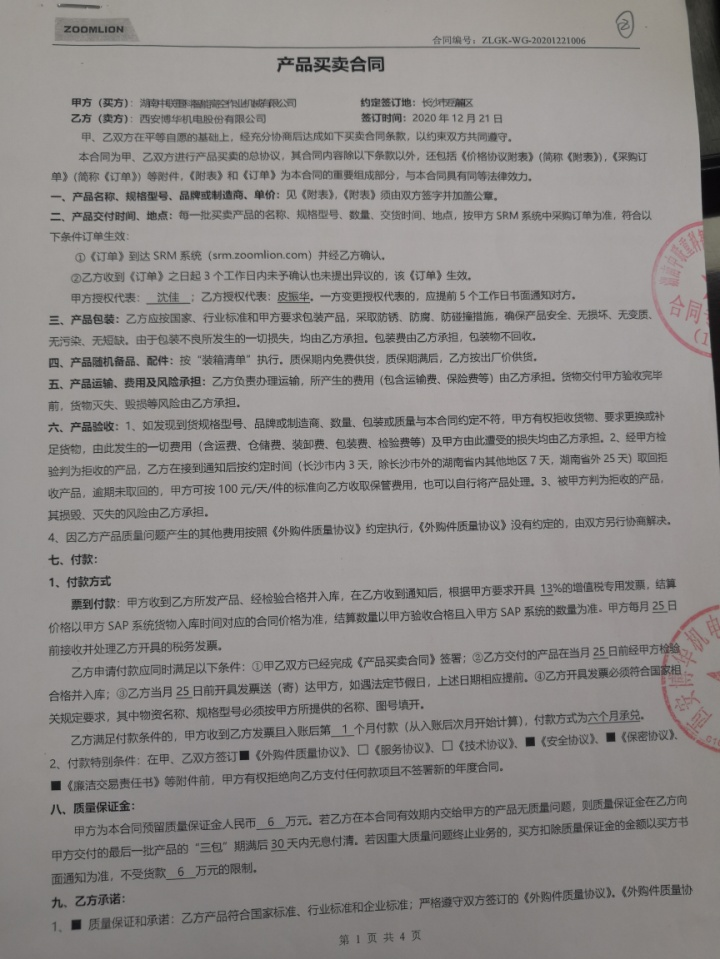 ZOOMLION
合同编号：ZLGK-WG-20201221006
②
产品买卖合同
甲方（买方）：湖南中联重科智能高空作业机械有限公司 约定签订地：长沙市望城区
乙方（卖方）：西安博华机电股份有限公司 签订时间：2020 年 12 月 21 日
甲、乙双方在平等自愿的基础上，经充分协商后达成如下买卖合同条款，以约束双方共同遵守。
本合同为甲、乙双方进行产品买卖的总协议，其合同内容除以下条款以外，还包括《价格协议附表》（简称《附表》），《采购订
单》（简称《订单》）等附件，《附表》和《订单》为本合同的重要组成部分，与本合同具有同等法律效力。
一、产品名称、规格型号、品牌或制造商、单价：见《附表》，《附表》须由双方签字并加盖公章。
二、产品交付时间、地点：每一批买卖产品的名称、规格型号、数量、交货时间、地点，按甲方 SRM 系统中采购订单为准，符合以
下条件订单生效：
①《订单》到达 SRM 系统（srm.zoomlion.com）并经乙方确认。
②乙方收到《订单》之日起 3 个工作日内未予确认也未提出异议的，该《订单》生效。
甲方授权代表： 沈佳 ；乙方授权代表：皮振华。一方变更授权代表的，应提前 5 个工作日书面通知对方。
三、产品包装：乙方应按国家、行业标准和甲方要求包装产品，采取防锈、防腐、防碰撞措施，确保产品安全、无损坏、无变质、
无污染、无短缺。由于包装不良所发生的一切损失，均由乙方承担。包装费由乙方承担，包装物不回收。
四、产品随机备品、配件：按“装箱清单”执行。质保期内免费供货，质保期满后，乙方按出厂价供货。
五、产品运输、费用及风险承担：乙方负责办理运输，所产生的费用（包含运输费、保险费等）由乙方承担。货物交付甲方验收完毕
前，货物灭失、毁损等风险由乙方承担。
六、产品验收：1、如发现到货规格型号、品牌或制造商、数量、包装或质量与本合同约定不符，甲方有权拒收货物、要求更换或补
足货物，由此发生的一切费用（含运费、仓储费、装卸费、包装费、检验费等）及甲方由此遭受的损失均由乙方承担。2、经甲方检
验判为拒收的产品，乙方在接到通知后按约定时间（长沙市内 3 天，除长沙市外的湖南省内其他地区 7 天，湖南省外 25 天）取回拒
收产品，逾期未取回的，甲方可按 100 元/天/件的标准向乙方收取保管费用，也可以自行将产品处理。3、被甲方判为拒收的产品，
其损毁、灭失的风险由乙方承担。
4、因乙方产品质量问题产生的其他费用按照《外购件质量协议》约定执行，《外购件质量协议》没有约定的，由双方另行协商解决。
七、付款：
1、付款方式
票到付款：甲方收到乙方所发产品、经检验合格并入库，在乙方收到通知后，根据甲方要求开具 13%的增值税专用发票，结算
价格以甲方 SAP 系统货物入库时间对应的合同价格为准，结算数量以甲方验收合格且入甲方 SAP 系统的数量为准。甲方每月 25 日
前接收并处理乙方开具的税务发票。
乙方申请付款应同时满足以下条件：①甲乙双方已经完成《产品买卖合同》签署；②乙方交付的产品在当月 25 日前经甲方检验
合格并入库；③乙方当月 25 日前开具发票送（寄）达甲方，如遇法定节假日，上述日期相应提前。④乙方开具发票必须符合国家相
关规定要求，其中物资名称、规格型号必须按甲方所提供的名称、图号填开。
乙方满足付款条件的，甲方收到乙方发票且入账后第 1 个月付款（从入账后次月开始计算），付款方式为六个月承兑。
2、付款特别条件：在甲、乙双方签订■《外购件质量协议》、□《服务协议》、□《技术协议》、■《安全协议》、■《保密协议》、
■《廉洁交易责任书》等附件前，甲方有权拒绝向乙方支付任何款项且不签署新的年度合同。
八、质量保证金：
甲方为本合同预留质量保证金人民币 6 万元。若乙方在本合同有效期内交给甲方的产品无质量问题，则质量保证金在乙方向
甲方交付的最后一批产品的“三包”期满后 30 天内无息付清。若因重大质量问题终止业务的，买方扣除质量保证金的金额以买方书
面通知为准，不受货款 6 万元的限制。
九、乙方承诺：
1、■ 质量保证和承诺：乙方产品符合国家标准、行业标准和企业标准；严格遵守双方签订的《外购件质量协议》。《外购件质量协
第 1 页 共 4 页